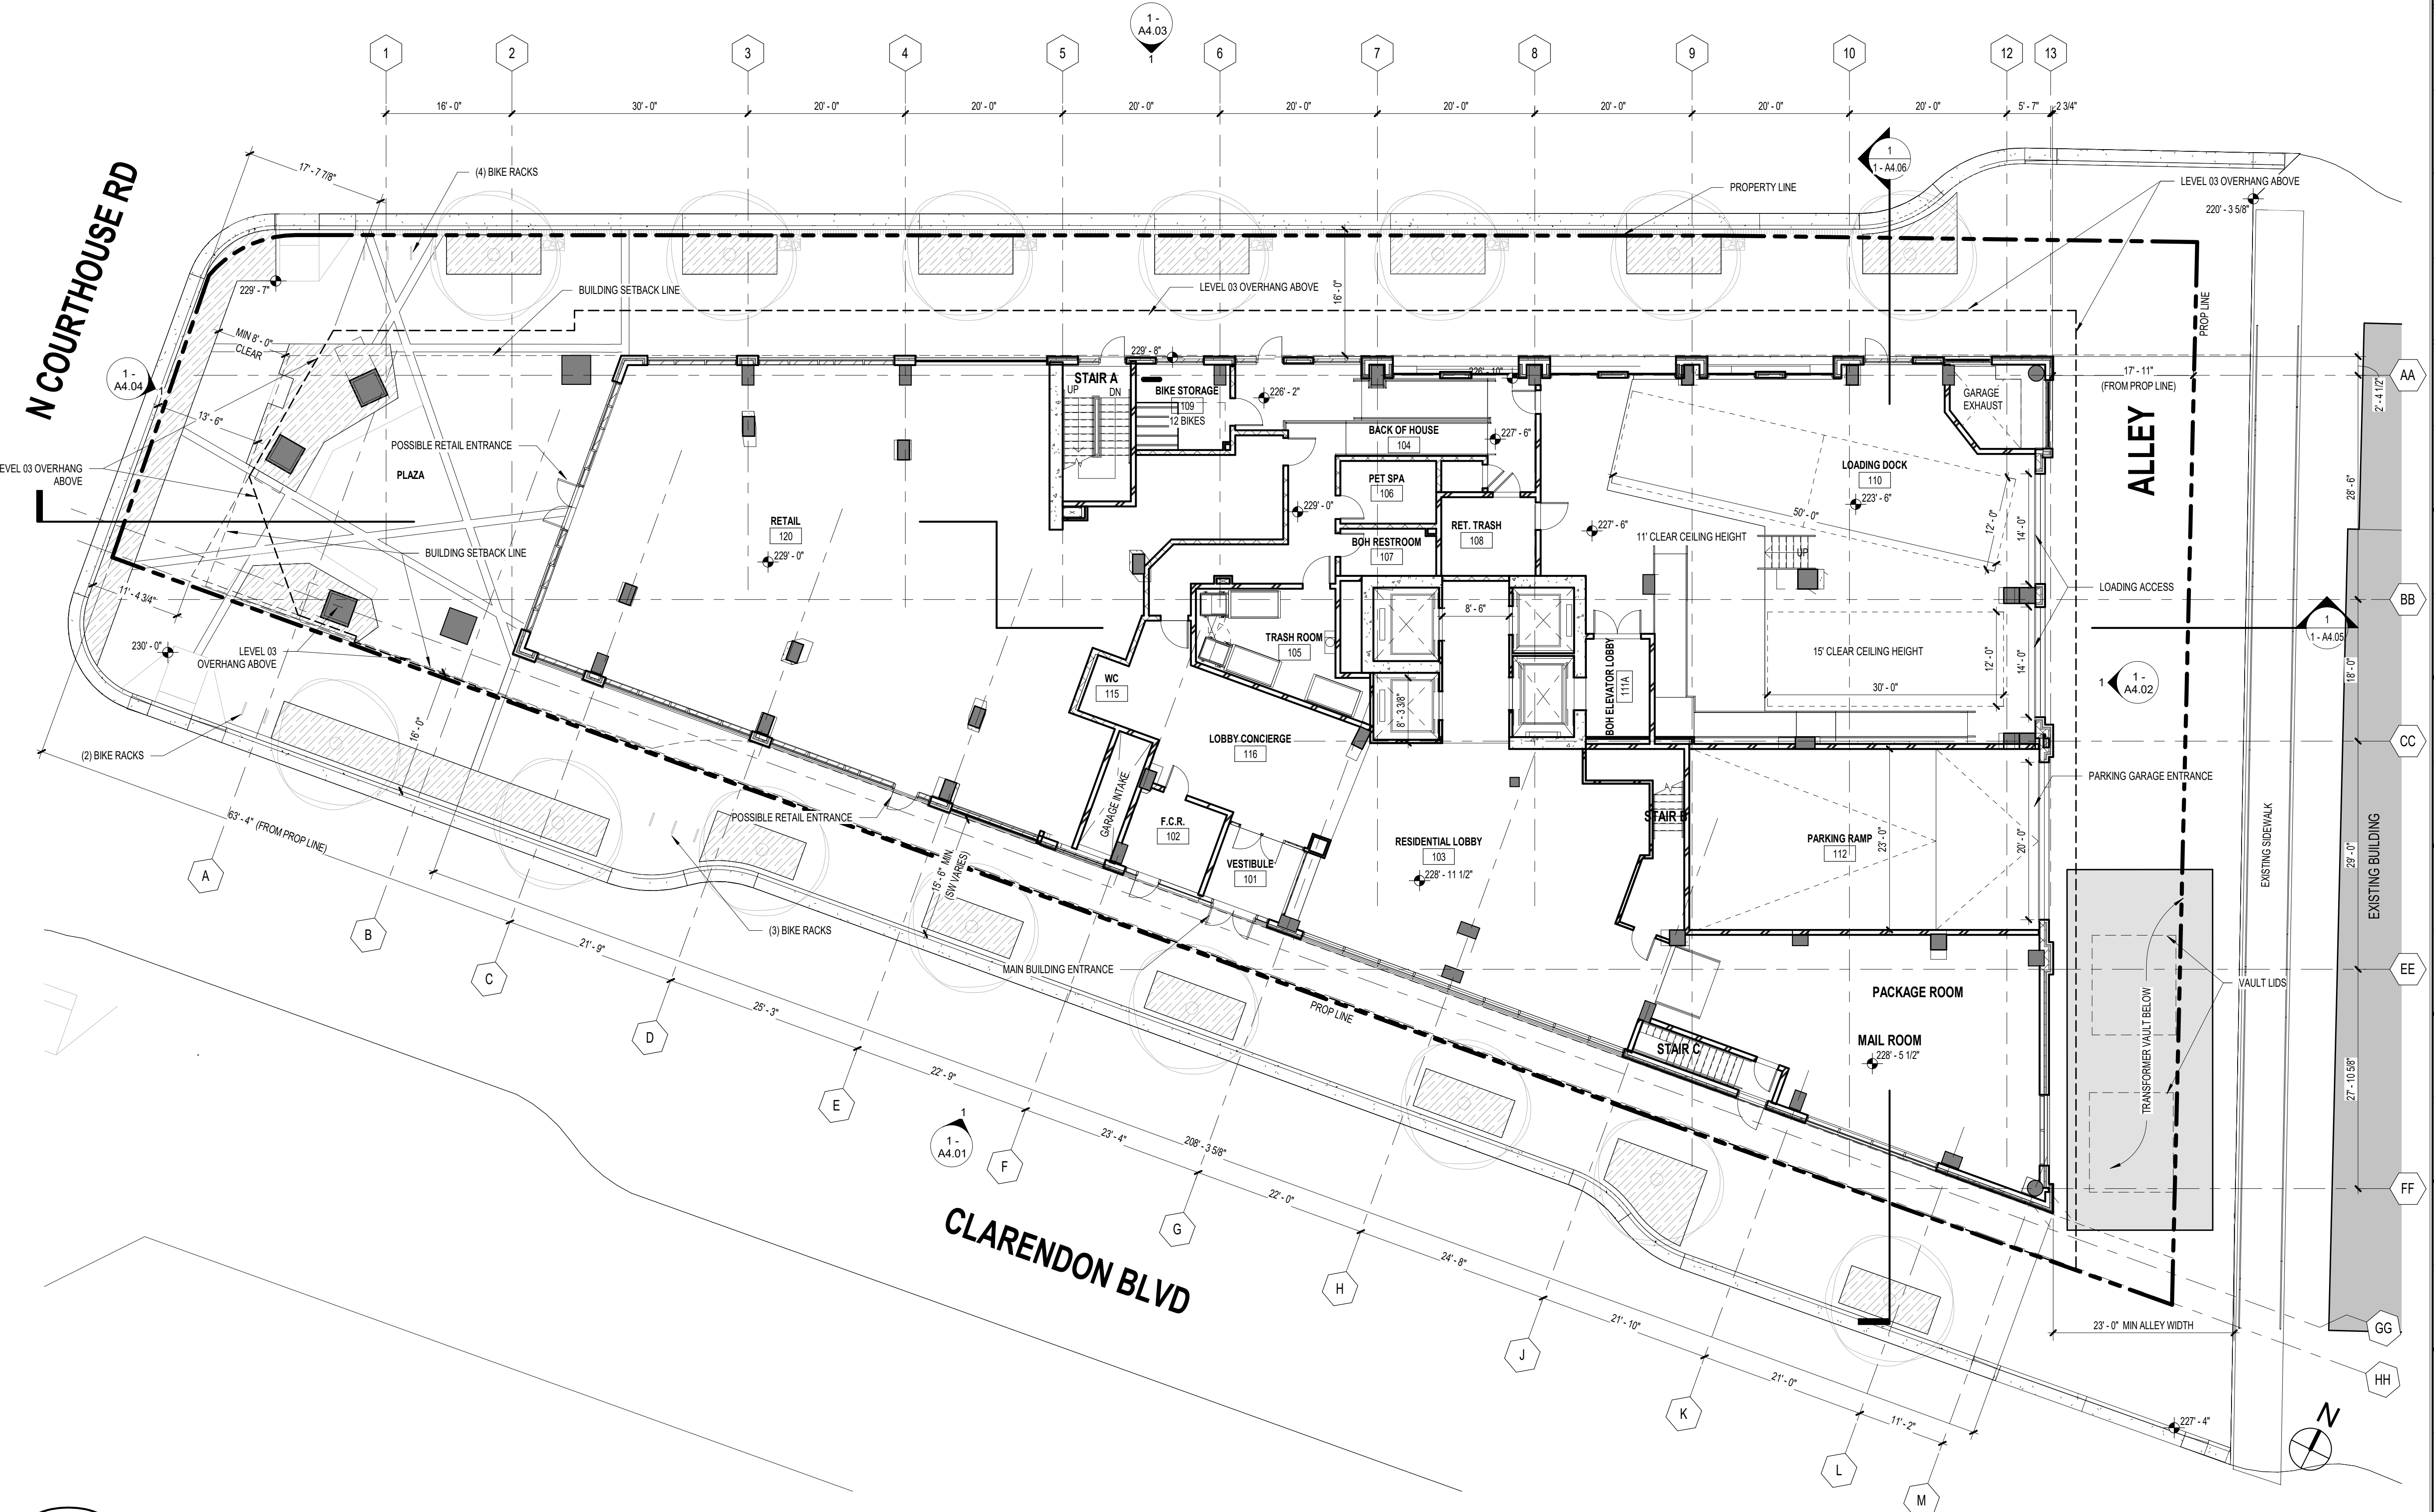 1 -
A4.03
1
1
2
3
4
5
6
7
8
9
10
12
13
16' - 0"
30' - 0"
20' - 0"
20' - 0"
20' - 0"
20' - 0"
20' - 0"
20' - 0"
20' - 0"
20' - 0"
5' - 7"
2 3/4"
N COURTHOUSE RD
17' - 7 7/8"
(4) BIKE RACKS
1
1 - A4.06
PROPERTY LINE
LEVEL 03 OVERHANG ABOVE
220' - 3 5/8"
229' - 7"
BUILDING SETBACK LINE
LEVEL 03 OVERHANG ABOVE
16' - 0"
PROP LINE
MIN 8' - 0"
CLEAR
1 -
A4.04
1
13' - 6"
229' - 8"
STAIR A
UP
DN
BIKE STORAGE
109
12 BIKES
226' - 2"
226' - 10"
GARAGE
EXHAUST
17' - 11"
(FROM PROP LINE)
2' - 4 1/2"
AA
ALLEY
POSSIBLE RETAIL ENTRANCE
BACK OF HOUSE
104
227' - 6"
LEVEL 03 OVERHANG
ABOVE
PLAZA
LOADING DOCK
110
223' - 6"
PET SPA
106
28' - 6"
229' - 0"
50' - 0"
12' - 0"
14' - 0"
RETAIL
120
229' - 0"
RET. TRASH
108
227' - 6"
11' CLEAR CEILING HEIGHT
UP
BOH RESTROOM
107
BUILDING SETBACK LINE
LOADING ACCESS
11' - 4 3/4"
8' - 6"
BB
230' - 0"
LEVEL 03
OVERHANG ABOVE
TRASH ROOM
105
BOH ELEVATOR LOBBY
111A
15' CLEAR CEILING HEIGHT
12' - 0"
14' - 0"
30' - 0"
1
1 - A4.05
18' - 0"
1
1 -
A4.02
WC
115
8' - 3 3/8"
16' - 0"
LOBBY CONCIERGE
116
CC
(2) BIKE RACKS
GARAGE INTAKE
PARKING GARAGE ENTRANCE
63' - 4" (FROM PROP LINE)
POSSIBLE RETAIL ENTRANCE
F.C.R.
102
STAIR B
PARKING RAMP
112
23' - 0"
20' - 0"
RESIDENTIAL LOBBY
103
228' - 11 1/2"
VESTIBULE
101
15' - 6" MIN.
(SW VARIES)
EXISTING SIDEWALK
29' - 0"
EXISTING BUILDING
A
B
C
(3) BIKE RACKS
21' - 9"
MAIN BUILDING ENTRANCE
EE
VAULT LIDS
PACKAGE ROOM
PROP LINE
25' - 3"
D
MAIL ROOM
228' - 5 1/2"
STAIR C
TRANSFORMER VAULT BELOW
27' - 10 5/8"
22' - 9"
E
1
1 -
A4.01
23' - 4"
208' - 3 5/8"
F
22' - 0"
FF
CLARENDON BLVD
G
24' - 8"
H
21' - 10"
23' - 0" MIN ALLEY WIDTH
GG
J
21' - 0"
HH
K
11' - 2"
227' - 4"
N
L
M